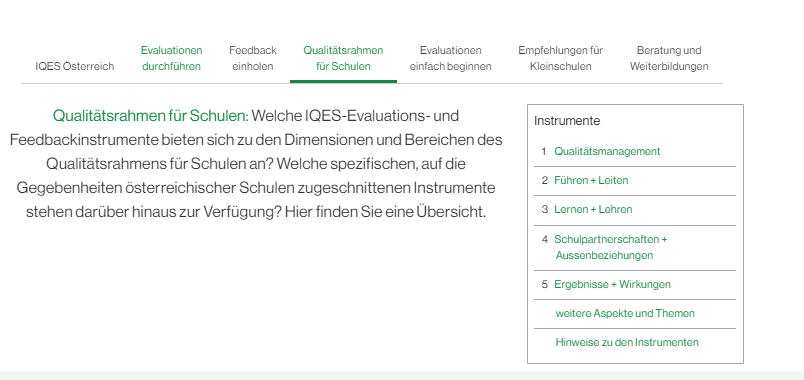 IQES Österreich
Evaluationen
durchführen
Feedback
einholen
Qualitätsrahmen
für Schulen
Evaluationen
einfach beginnen
Empfehlungen für
Kleinschulen
Beratung und
Weiterbildungen
Qualitätsrahmen für Schulen: Welche IQES-Evaluations- und
Feedbackinstrumente bieten sich zu den Dimensionen und Bereichen des
Qualitätsrahmens für Schulen an? Welche spezifischen, auf die
Gegebenheiten österreichischer Schulen zugeschnittenen Instrumente
stehen darüber hinaus zur Verfügung? Hier finden Sie eine Übersicht.
Instrumente
1 Qualitätsmanagement
2 Führen + Leiten
3 Lernen + Lehren
4 Schulpartnerschaften +
Aussenbeziehungen
5 Ergebnisse + Wirkungen
weitere Aspekte und Themen
Hinweise zu den Instrumenten